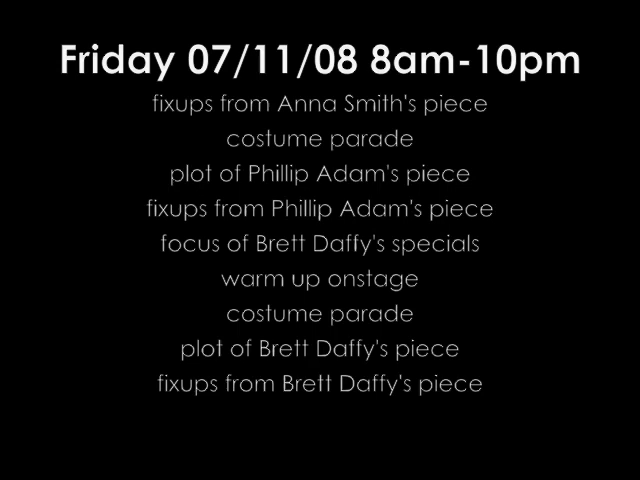 Friday 07/11/08 8am-10pm
fixups from Anna Smith's piece
costume parade
plot of Phillip Adam's piece
fixups from Phillip Adam's piece
focus of Brett Daffy's specials
warm up onstage
costume parade
plot of Brett Daffy's piece
fixups from Brett Daffy's piece